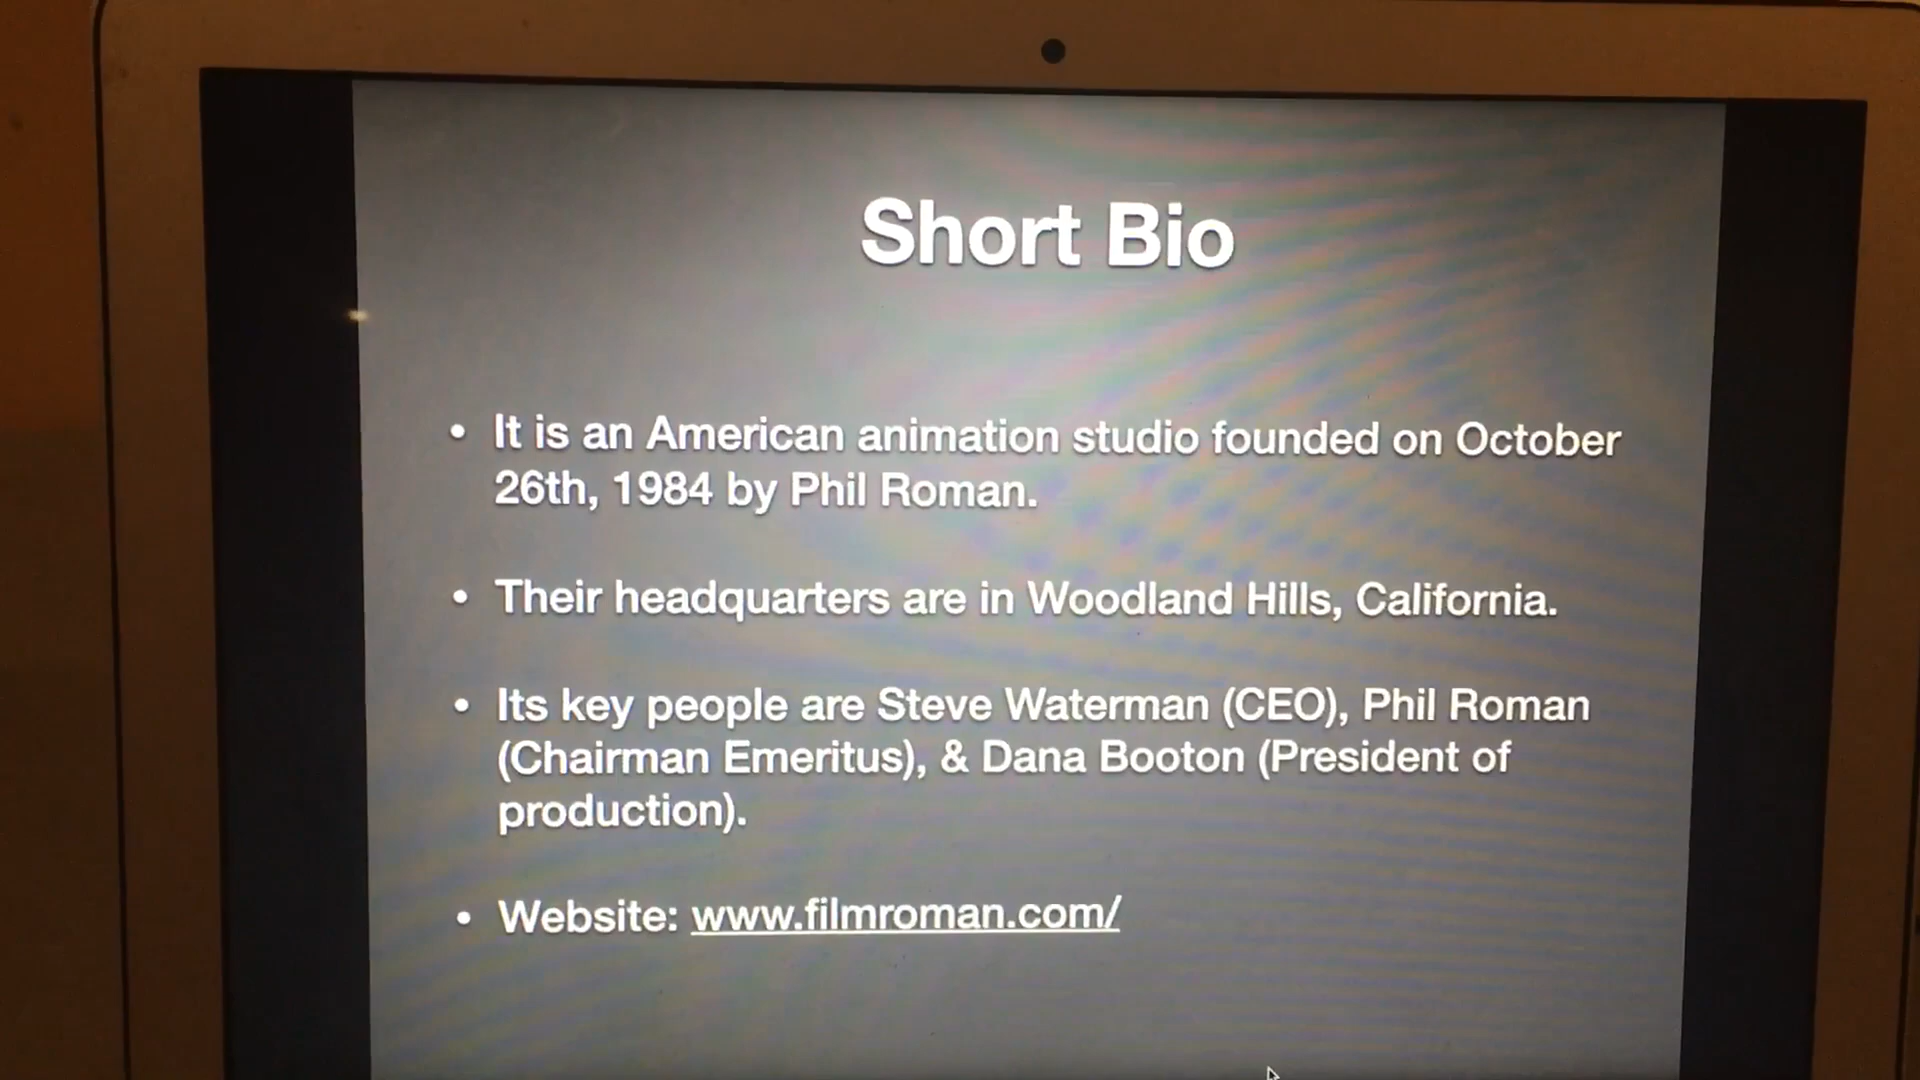 Short Bio
• It is an American animation studio founded on October
26th, 1984 by Phil Roman.
• Their headquarters are in Woodland Hills, California.
• Its key people are Steve Waterman (CEO), Phil Roman
(Chairman Emeritus), & Dana Booton (President of
production).
• Website: www.filmroman.com/